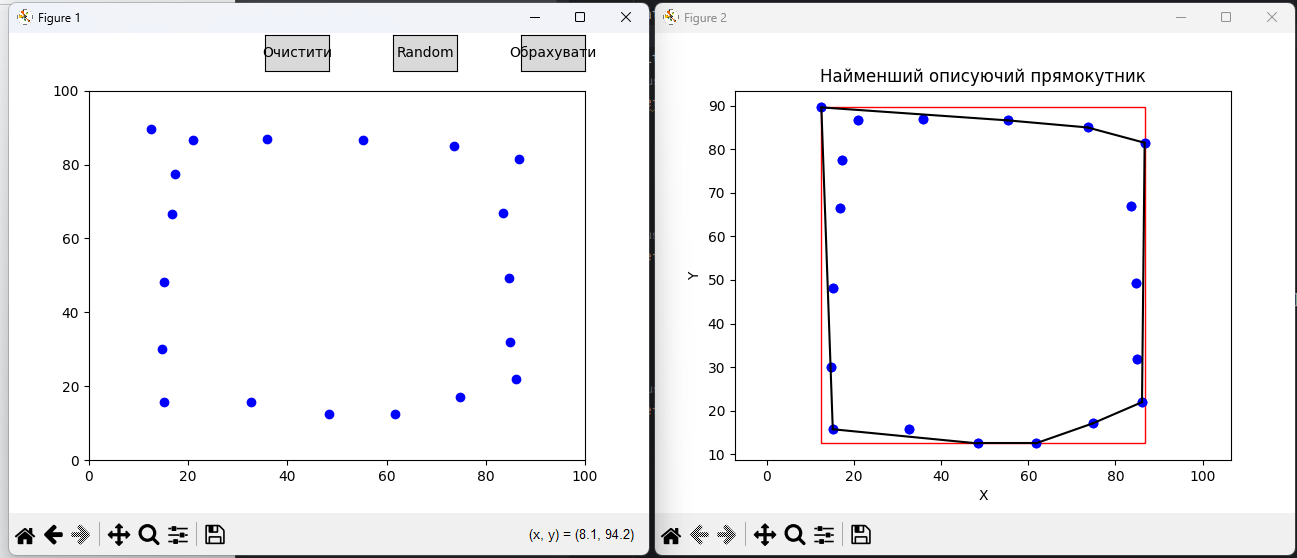 Figure 1
Очистити
Random
Обрахувати
100
80
60
40
20
0
0 20 40 60 80 100
(x, y) = (8.1, 94.2)
Figure 2
Найменший описуючий прямокутник
Y
90
80
70
60
50
40
30
20
10
0 20 40 60 80 100
X